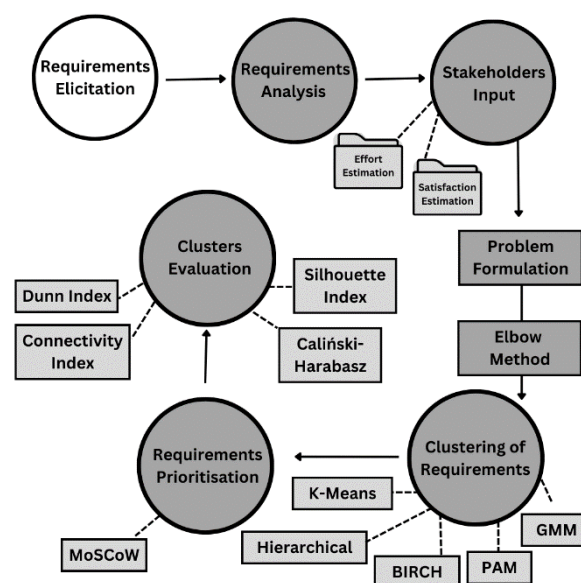 Requirements
Elicitation
Requirements
Analysis
Stakeholders
Input
Effort
Estimation
Satisfaction
Estimation
Clusters
Evaluation
Dunn Index
Connectivity
Index
Silhouette
Index
Caliński-
Harabasz
Problem
Formulation
Elbow
Method
Clustering of
Requirements
K-Means
Hierarchical
BIRCH
PAM
GMM
Requirements
Prioritisation
MoSCoW